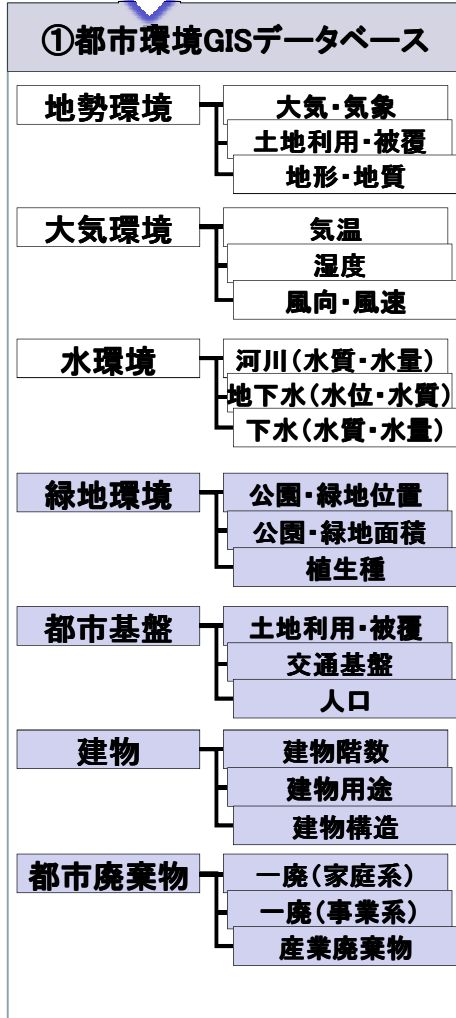 ①都市環境GISデータベース
地勢環境
大気・気象
土地利用・被覆
地形・地質
大気環境
気温
湿度
風向・風速
水環境
河川(水質・水量)
地下水(水位・水質)
下水(水質・水量)
緑地環境
公園・緑地位置
公園・緑地面積
植生種
都市基盤
土地利用・被覆
交通基盤
人口
建物
建物階数
建物用途
建物構造
都市廃棄物
一廃(家庭系)
一廃(事業系)
産業廃棄物